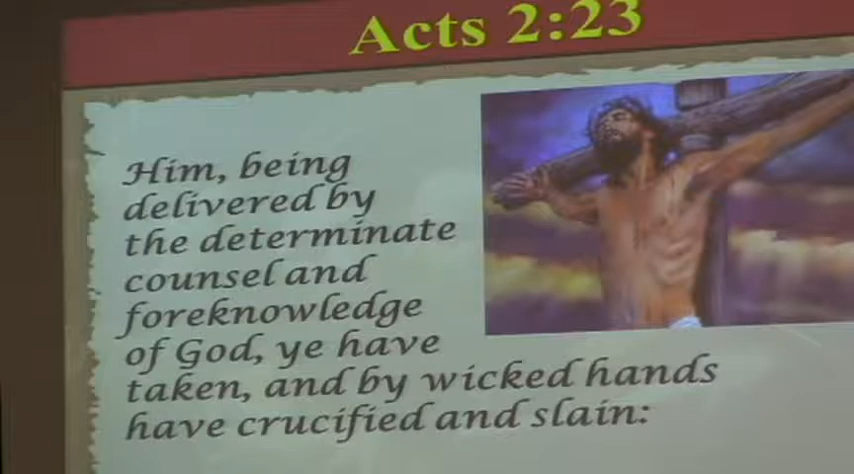 Acts 2:23
Him, being
delivered by
the determinate
counsel and
foreknowledge
of God, ye have
taken, and by wicked hands
have crucified and slain: